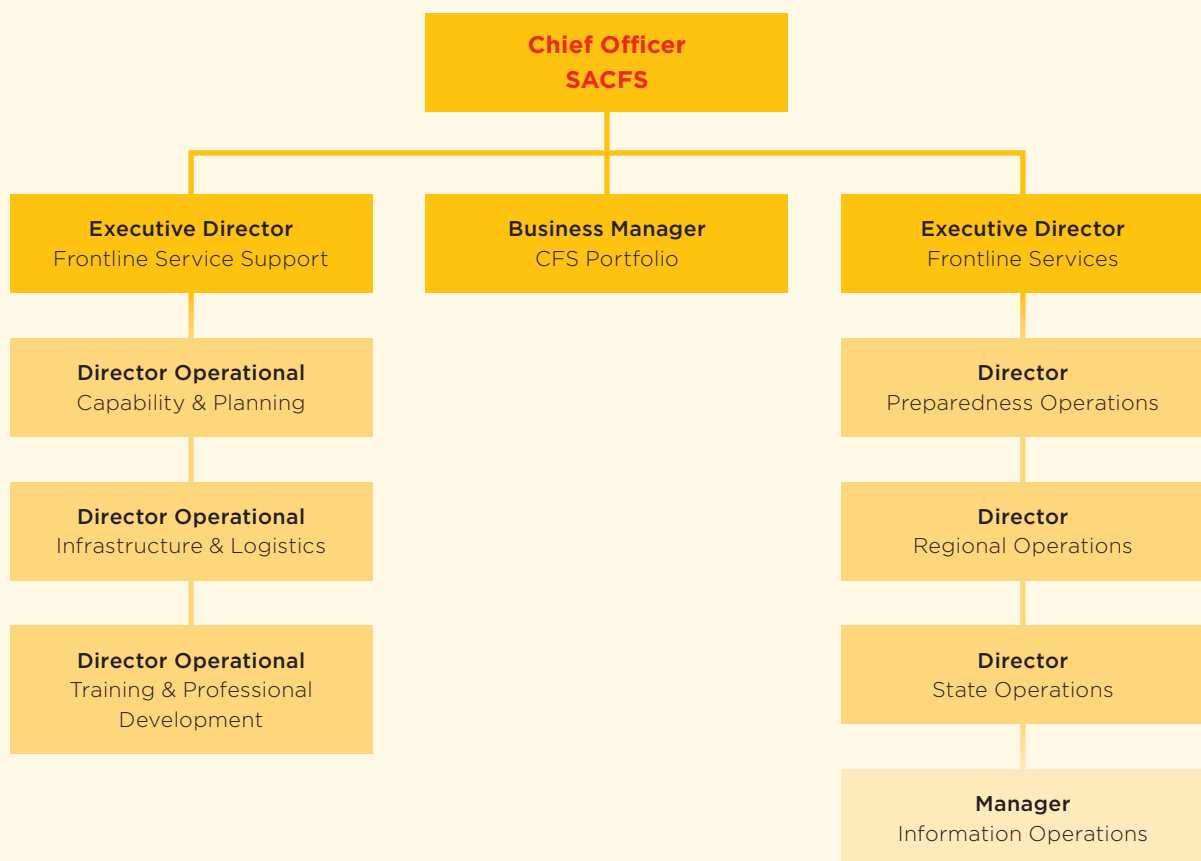 Chief Officer
SACFS
Executive Director
Frontline Service Support
Business Manager
CFS Portfolio
Executive Director
Frontline Services
Director Operational
Capability & Planning
Director
Preparedness Operations
Director Operational
Infrastructure & Logistics
Director
Regional Operations
Director Operational
Training & Professional
Development
Director
State Operations
Manager
Information Operations